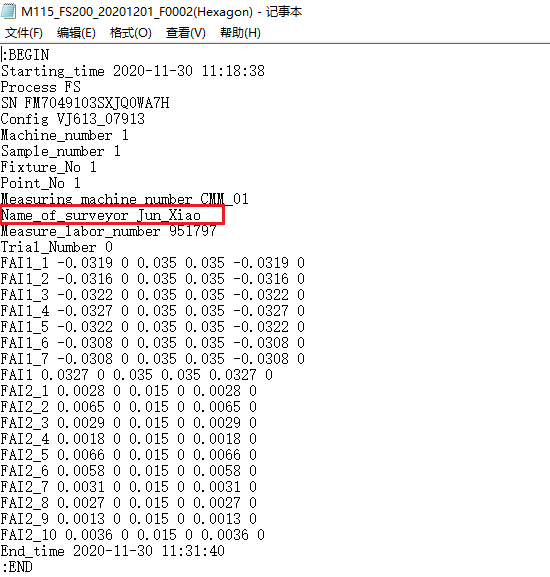 M115_FS200_20201201_F0002(Hexagon) - 记事本
文件(F) 编辑(E) 格式(O) 查看(V) 帮助(H)
:BEGIN
Starting_time 2020-11-30 11:18:38
Process FS
SN FM7049103SXJQ0WA7H
Config VJ613_07913
Machine_number 1
Sample_number 1
Fixture_No 1
Point_No 1
Measuring_machine_number CMM_01
Name_of_surveyor Jun_Xiao
Measure_labor_number 951797
Trial_Number 0
FAI1_1 -0.0319 0 0.035 0.035 -0.0319 0
FAI1_2 -0.0316 0 0.035 0.035 -0.0316 0
FAI1_3 -0.0322 0 0.035 0.035 -0.0322 0
FAI1_4 -0.0327 0 0.035 0.035 -0.0327 0
FAI1_5 -0.0322 0 0.035 0.035 -0.0322 0
FAI1_6 -0.0308 0 0.035 0.035 -0.0308 0
FAI1_7 -0.0308 0 0.035 0.035 -0.0308 0
FAI1 0.0327 0 0.035 0.035 0.0327 0
FAI2_1 0.0028 0 0.015 0 0.0028 0
FAI2_2 0.0065 0 0.015 0 0.0065 0
FAI2_3 0.0029 0 0.015 0 0.0029 0
FAI2_4 0.0018 0 0.015 0 0.0018 0
FAI2_5 0.0066 0 0.015 0 0.0066 0
FAI2_6 0.0058 0 0.015 0 0.0058 0
FAI2_7 0.0031 0 0.015 0 0.0031 0
FAI2_8 0.0027 0 0.015 0 0.0027 0
FAI2_9 0.0013 0 0.015 0 0.0013 0
FAI2_10 0.0036 0 0.015 0 0.0036 0
End_time 2020-11-30 11:31:40
:END